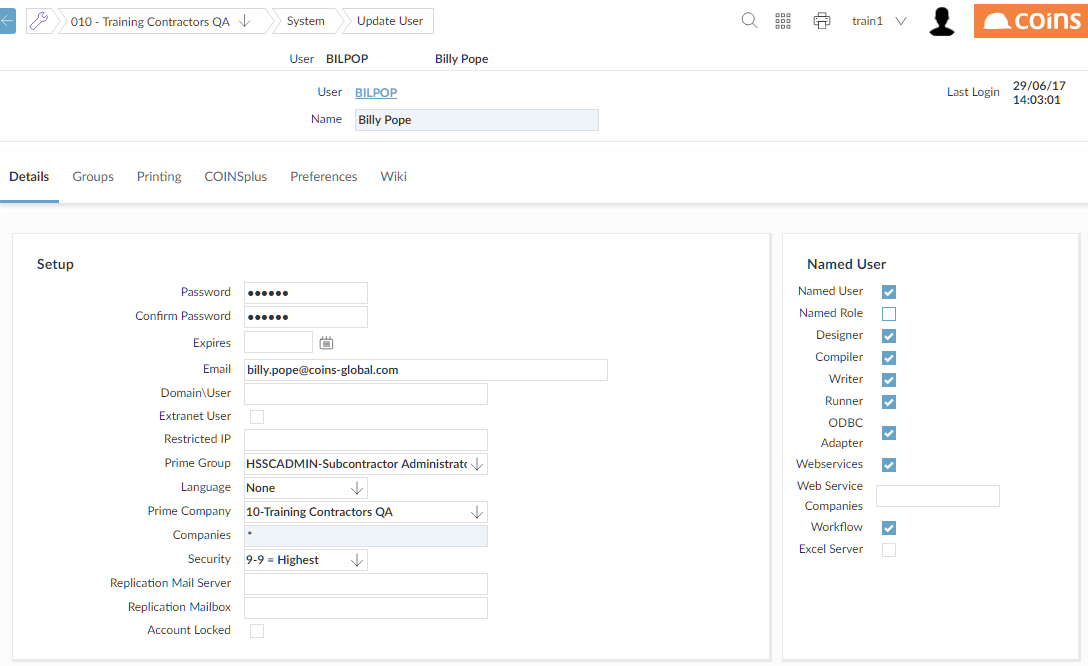 010 - Training Contractors QA
System
Update User
train1
coins
User BILPOP Billy Pope
User BILPOP
Last Login 29/06/17
14:03:01
Name Billy Pope
Details Groups Printing COINSplus Preferences Wiki
Setup
Password ●●●●●●
Confirm Password ●●●●●●
Expires
Email billy.pope@coins-global.com
Domain\User
Extranet User
Restricted IP
Prime Group HSSCADMIN-Subcontractor Administratc
Language None
Prime Company 10-Training Contractors QA
Companies *
Security 9-9 = Highest
Replication Mail Server
Replication Mailbox
Account Locked
Named User
Named User
Named Role
Designer
Compiler
Writer
Runner
ODBC
Adapter
Webservices
Web Service
Companies
Workflow
Excel Server